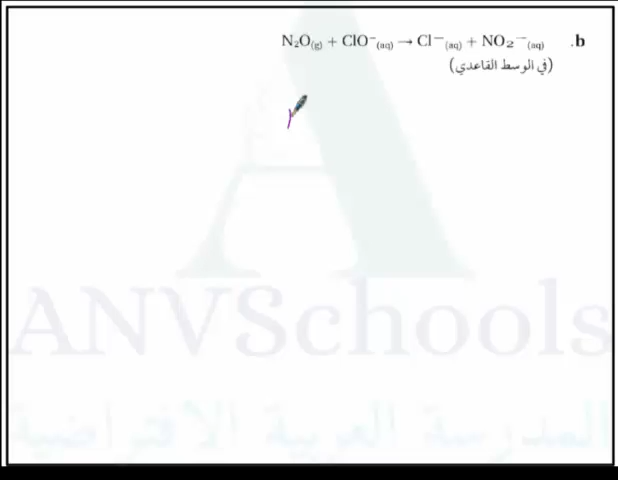 .b N₂O(g) + ClO⁻(aq) → Cl⁻(aq) + NO₂⁻(aq)
(في الوسط القاعدي)
ANVSchools
المدرسة العربية الافتراضية